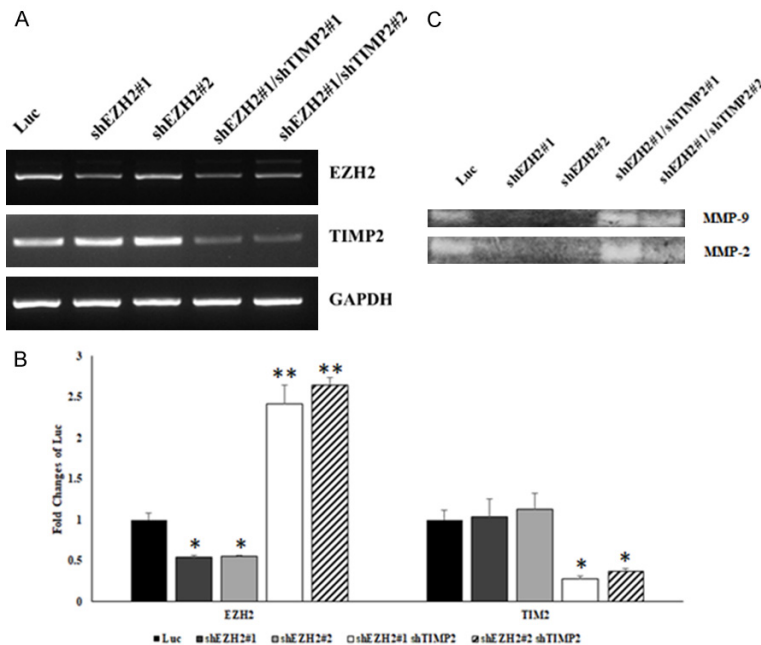 A
Luc
shEZH2#1
shEZH2#2
shEZH2#1/shTIMP2#1
shEZH2#1/shTIMP2#2
EZH2
TIMP2
GAPDH
C
Luc
shEZH2#1
shEZH2#2
shEZH2#1/shTIMP2#1
shEZH2#1/shTIMP2#2
MMP-9
MMP-2
B
Fold Changes of Luc
3
2.5
2
1.5
1
0.5
0
* * ** **
* *
EZH2 TIM2
Luc shEZH2#1 shEZH2#2 shEZH2#1 shTIMP2 shEZH2#2 shTIMP2